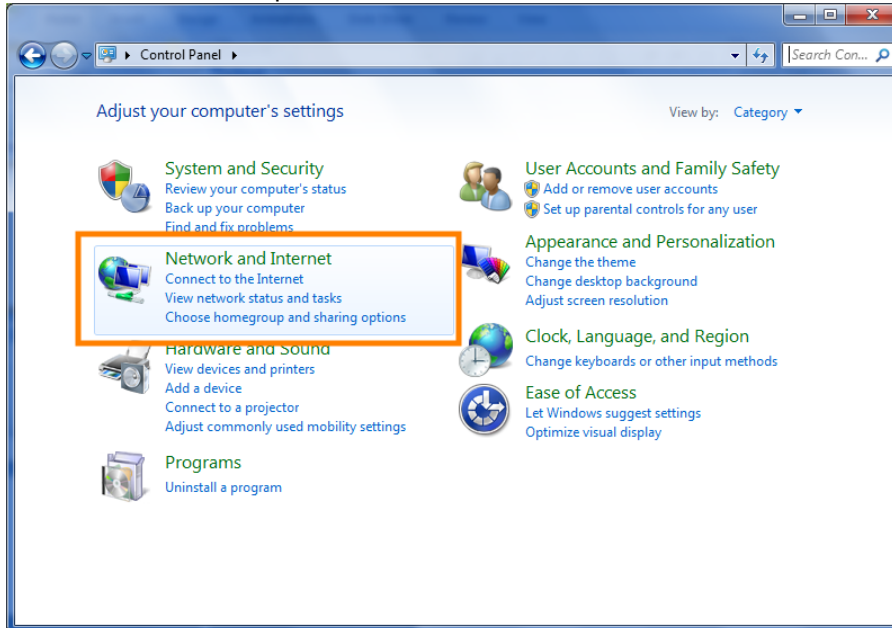 Control Panel
Search Con...
Adjust your computer's settings
View by: Category
System and Security
Review your computer's status
Back up your computer
Find and fix problems
Network and Internet
Connect to the Internet
View network status and tasks
Choose homegroup and sharing options
Hardware and Sound
View devices and printers
Add a device
Connect to a projector
Adjust commonly used mobility settings
Programs
Uninstall a program
User Accounts and Family Safety
Add or remove user accounts
Set up parental controls for any user
Appearance and Personalization
Change the theme
Change desktop background
Adjust screen resolution
Clock, Language, and Region
Change keyboards or other input methods
Ease of Access
Let Windows suggest settings
Optimize visual display